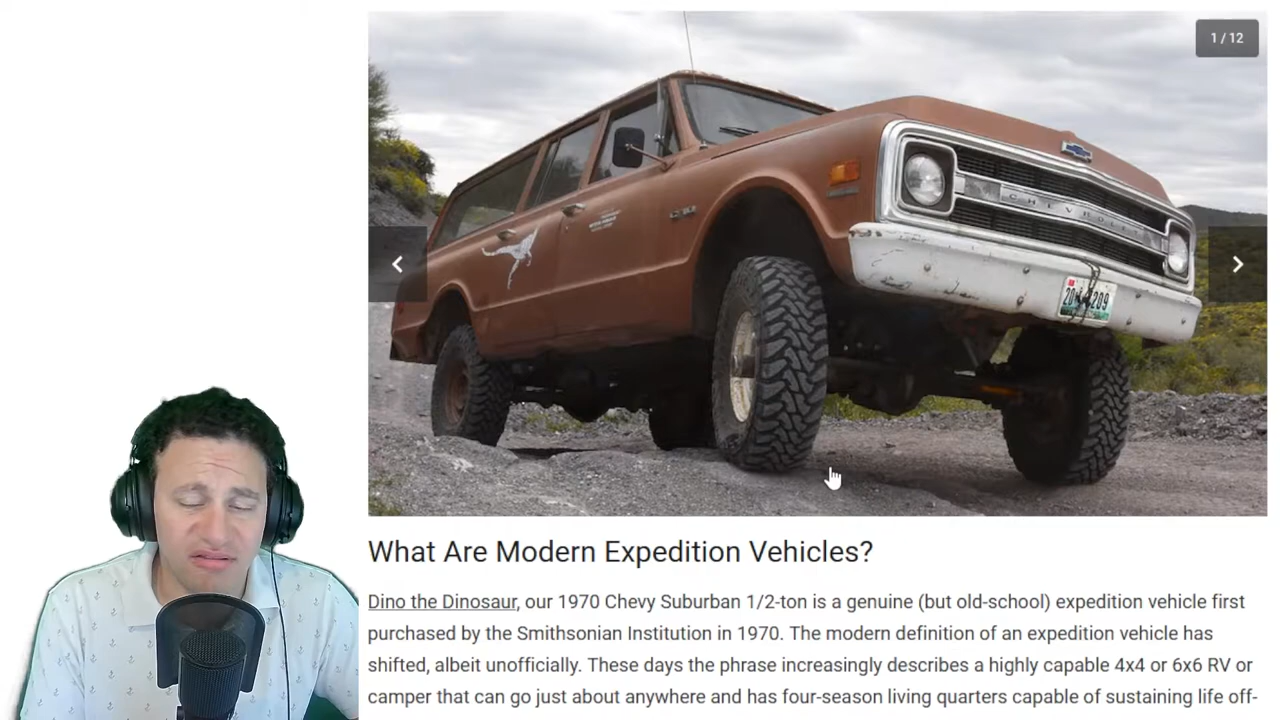 1 / 12
CHEVROLET
What Are Modern Expedition Vehicles?
Dino the Dinosaur, our 1970 Chevy Suburban 1/2-ton is a genuine (but old-school) expedition vehicle first
purchased by the Smithsonian Institution in 1970. The modern definition of an expedition vehicle has
shifted, albeit unofficially. These days the phrase increasingly describes a highly capable 4x4 or 6x6 RV or
camper that can go just about anywhere and has four-season living quarters capable of sustaining life off-